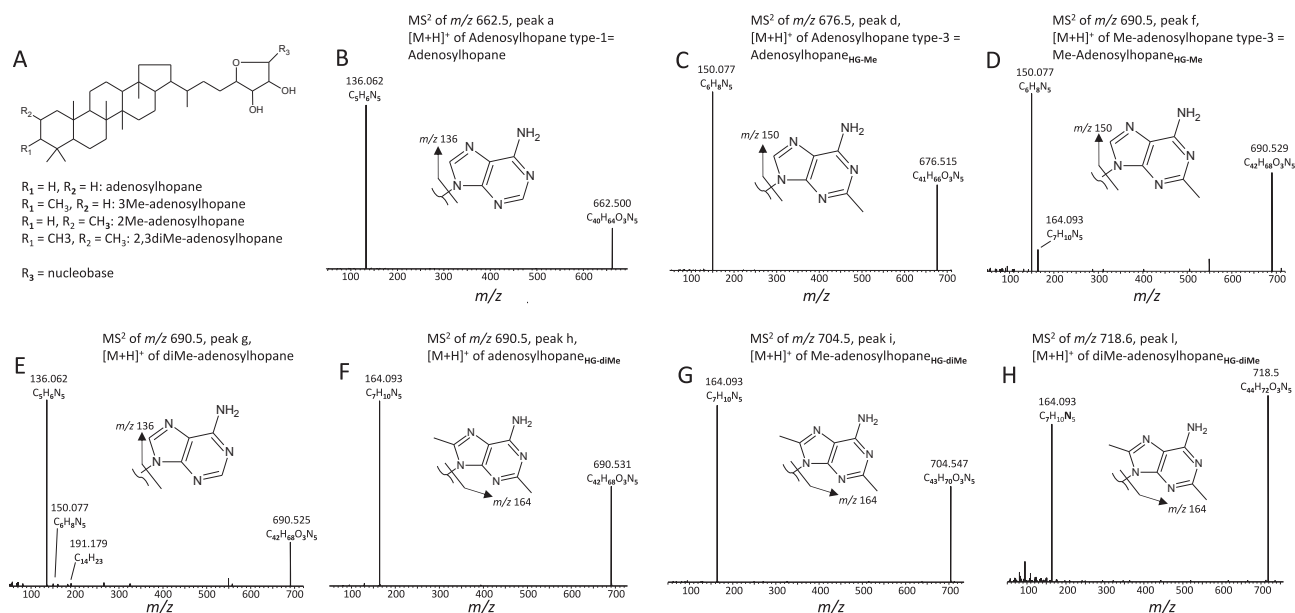 A
R₃
O
OH
OH
R₂
R₁
R₁ = H, R₂ = H: adenosylhopane
R₁ = CH₃, R₂ = H: 3Me-adenosylhopane
R₁ = H, R₂ = CH₃: 2Me-adenosylhopane
R₁ = CH3, R₂ = CH₃: 2,3diMe-adenosylhopane
R₃ = nucleobase
MS² of m/z 662.5, peak a
[M+H]⁺ of Adenosylhopane type-1=
Adenosylhopane
B
136.062
C₅H₆N₅
m/z 136
NH₂
N
N
N
N
662.500
C₄₀H₆₄O₃N₅
100 200 300 400 500 600
m/z
MS² of m/z 676.5, peak d,
[M+H]⁺ of Adenosylhopane type-3 =
Adenosylhopane_HG-Me
C
150.077
C₆H₈N₅
m/z 150
NH₂
N
N
N
N
676.515
C₄₁H₆₆O₃N₅
100 200 300 400 500 600
m/z
MS² of m/z 690.5, peak f,
[M+H]⁺ of Me-adenosylhopane type-3 =
Me-Adenosylhopane_HG-Me
D
150.077
C₆H₈N₅
m/z 150
NH₂
N
N
N
N
690.529
C₄₂H₆₈O₃N₅
164.093
C₇H₁₀N₅
100 200 300 400 500 600 700
m/z
MS² of m/z 690.5, peak g,
[M+H]⁺ of diMe-adenosylhopane
E
136.062
C₅H₆N₅
m/z 136
NH₂
N
N
N
N
150.077
C₆H₈N₅
191.179
C₁₄H₂₃
690.525
C₄₂H₆₈O₃N₅
100 200 300 400 500 600 700
m/z
MS² of m/z 690.5, peak h,
[M+H]⁺ of adenosylhopane_HG-diMe
F
164.093
C₇H₁₀N₅
NH₂
N
N
N
N
m/z 164
690.531
C₄₂H₆₈O₃N₅
100 200 300 400 500 600 700
m/z
MS² of m/z 704.5, peak i,
[M+H]⁺ of Me-adenosylhopane_HG-diMe
G
164.093
C₇H₁₀N₅
NH₂
N
N
N
N
m/z 164
704.547
C₄₃H₇₀O₃N₅
100 200 300 400 500 600 700
m/z
MS² of m/z 718.6, peak l,
[M+H]⁺ of diMe-adenosylhopane_HG-diMe
H
718.5
C₄₄H₇₂O₃N₅
164.093
C₇H₁₀N₅
NH₂
N
N
N
N
m/z 164
100 200 300 400 500 600 700
m/z